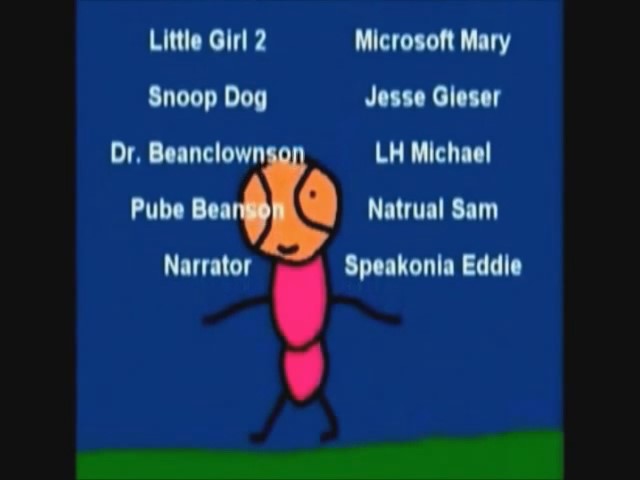 Little Girl 2 Microsoft Mary
Snoop Dog Jesse Gieser
Dr. Beanclownson LH Michael
Pube Beanson Natrual Sam
Narrator Speakonia Eddie